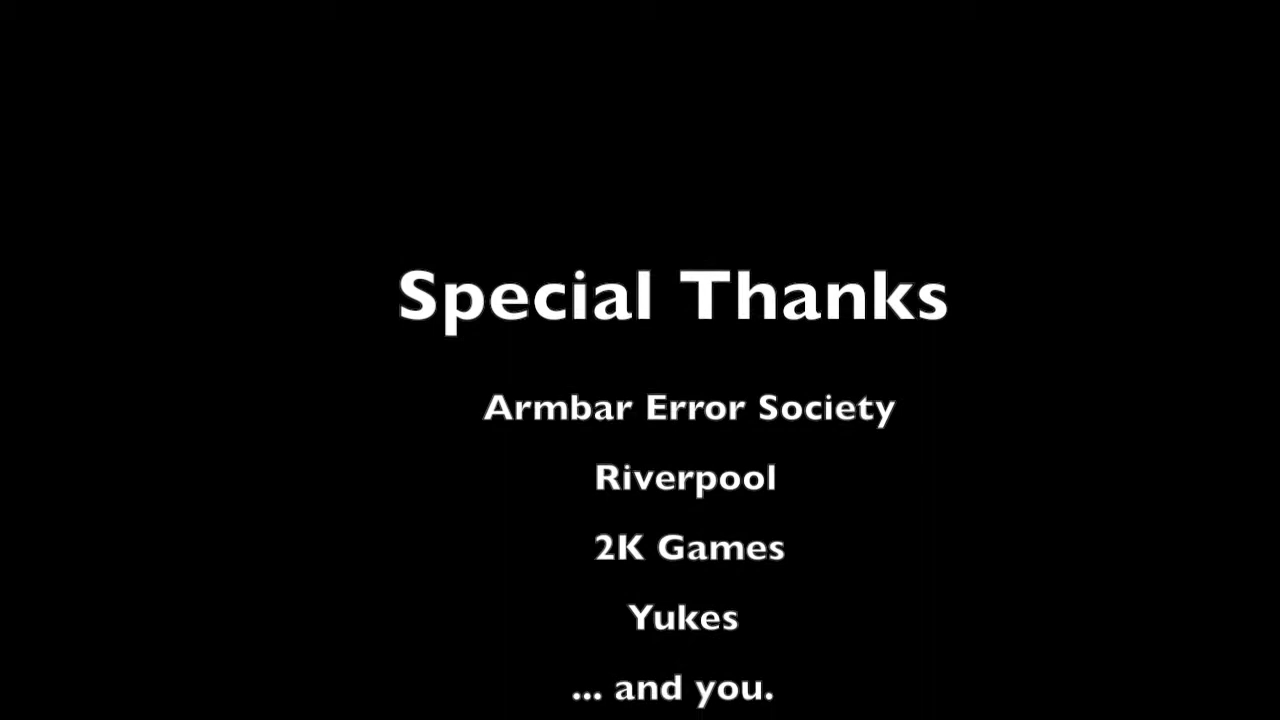 Special Thanks
Armbar Error Society
Riverpool
2K Games
Yukes
... and you.